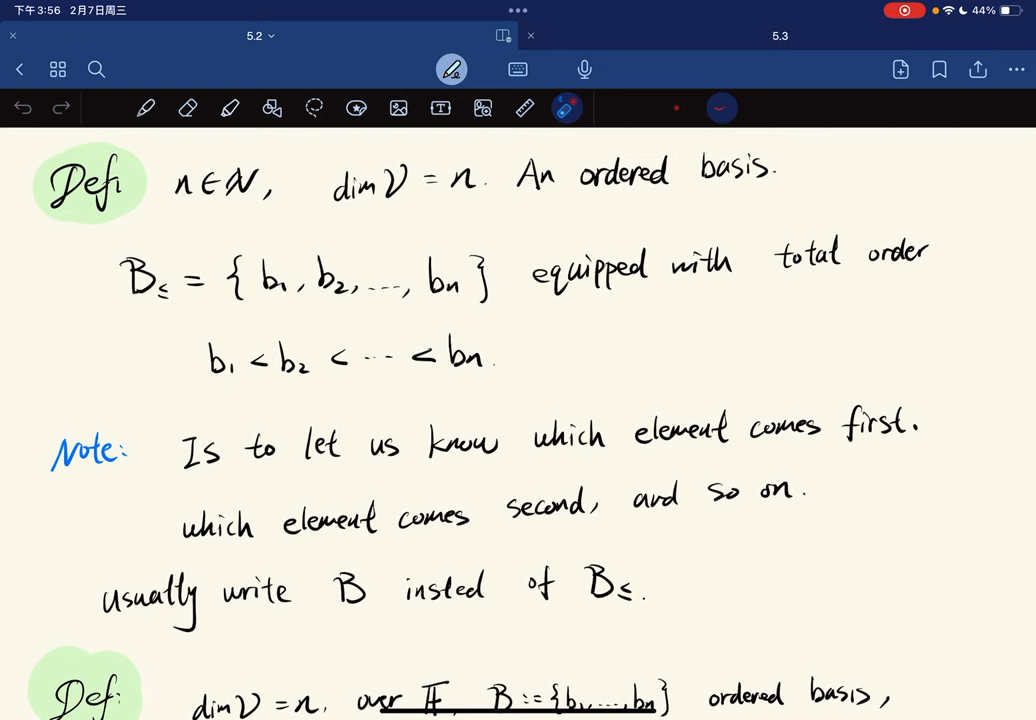 下午3:56 2月7日周三
44%
5.2
5.3
Def: n∈N, dim V = n. An ordered basis.
B≤ = { b1, b2, ..., bn } equipped with total order
b1 < b2 < ... < bn.
Note: Is to let us know which element comes first.
which element comes second, and so on.
usually write B insted of B≤.
Def: dim V = n. over F, B := {b1, ..., bn} ordered basis,